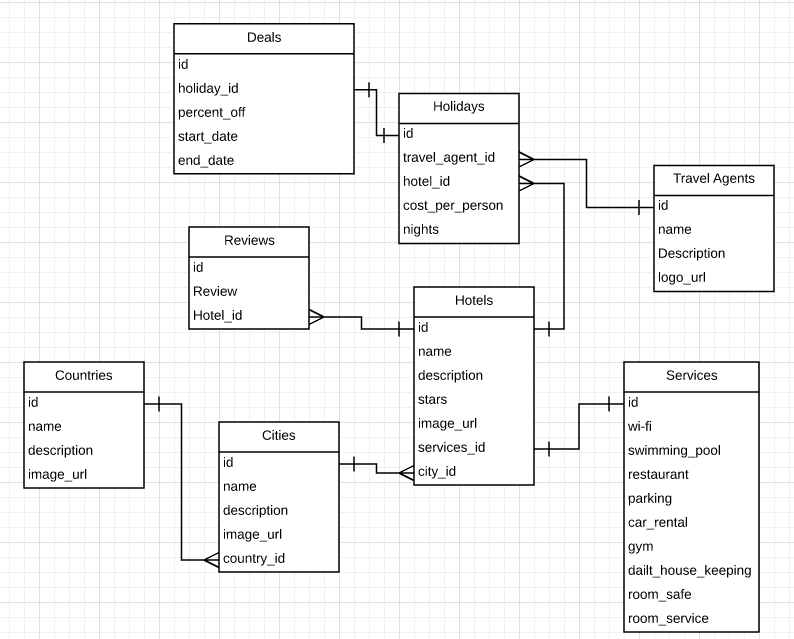 Deals
id
holiday_id
percent_off
start_date
end_date
Holidays
id
travel_agent_id
hotel_id
cost_per_person
nights
Travel Agents
id
name
Description
logo_url
Reviews
id
Review
Hotel_id
Hotels
id
name
description
stars
image_url
services_id
city_id
Countries
id
name
description
image_url
Cities
id
name
description
image_url
country_id
Services
id
wi-fi
swimming_pool
restaurant
parking
car_rental
gym
dailt_house_keeping
room_safe
room_service